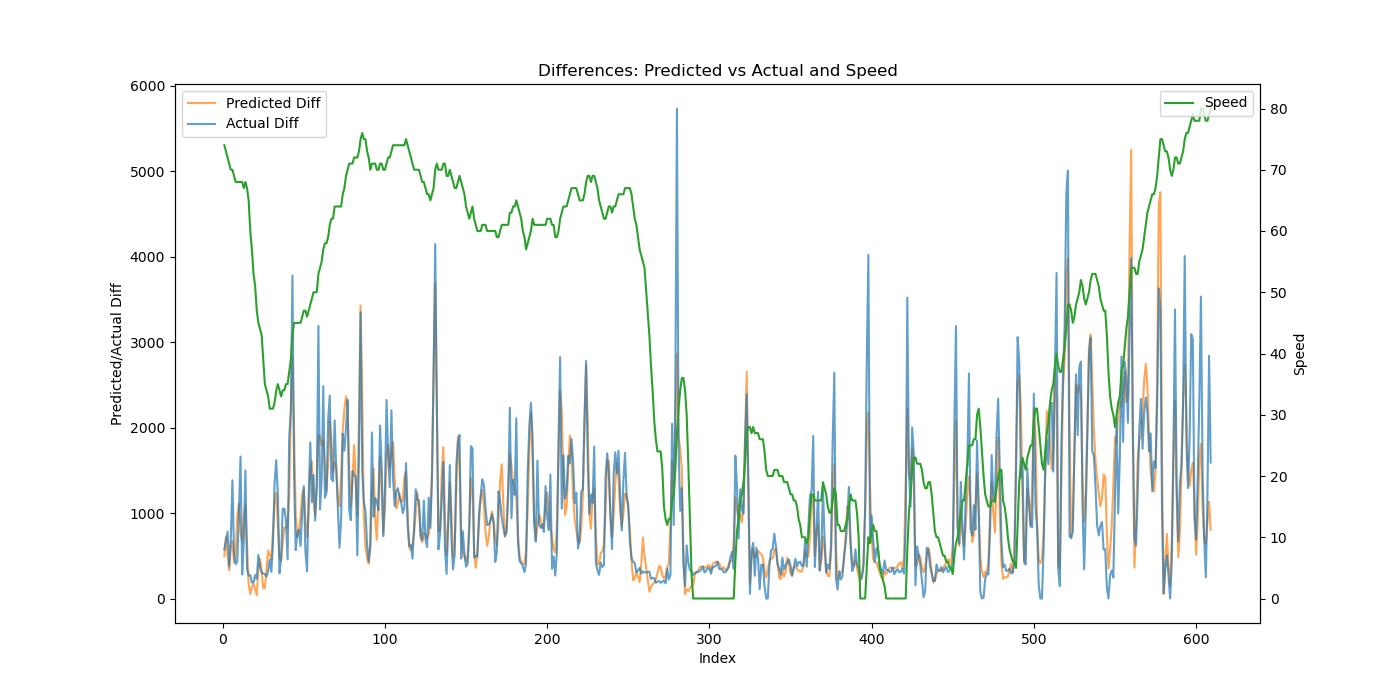 Differences: Predicted vs Actual and Speed
Predicted Diff
Actual Diff
Speed
6000
5000
4000
3000
2000
1000
0
Predicted/Actual Diff
80
70
60
50
40
30
20
10
0
Speed
0 100 200 300 400 500 600
Index